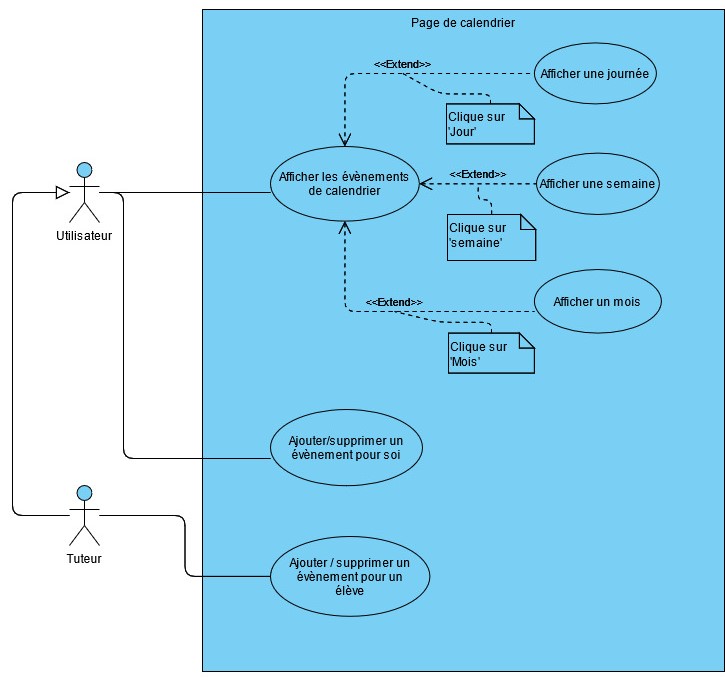 Page de calendrier
<<Extend>>
Afficher une journée
Clique sur
'Jour'
Afficher les évènements
de calendrier
<<Extend>>
Afficher une semaine
Clique sur
'semaine'
Utilisateur
<<Extend>>
Afficher un mois
Clique sur
'Mois'
Ajouter/supprimer un
évènement pour soi
Tuteur
Ajouter / supprimer un
évènement pour un
élève